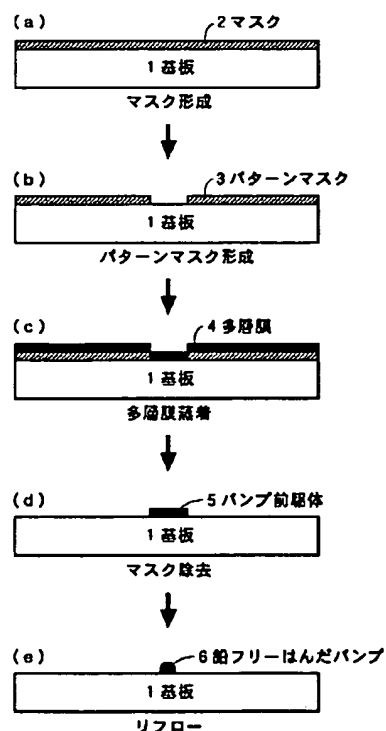 (a)
2マスク
1基板
マスク形成
(b)
3パターンマスク
1基板
パターンマスク形成
(c)
4多層膜
1基板
多層膜蒸着
(d)
5バンプ前駆体
1基板
マスク除去
(e)
6鉛フリーはんだバンプ
1基板
リフロー